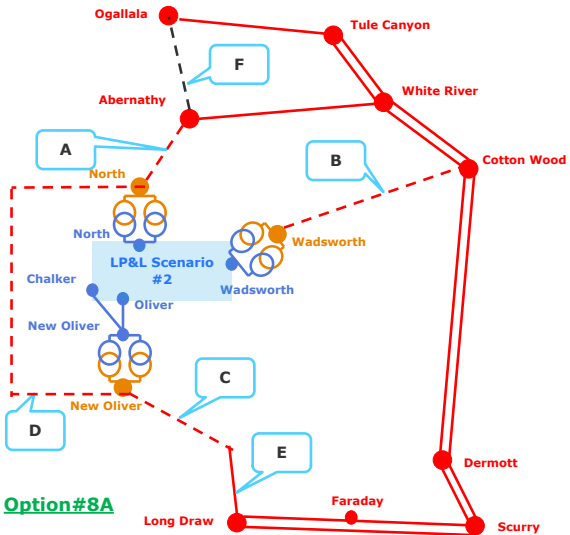 Ogallala
Tule Canyon
F
Abernathy
White River
A
B
Cotton Wood
North
North
Wadsworth
LP&L Scenario
#2
Chalker
Oliver
Wadsworth
New Oliver
C
New Oliver
D
E
Dermott
Option#8A
Faraday
Long Draw
Scurry